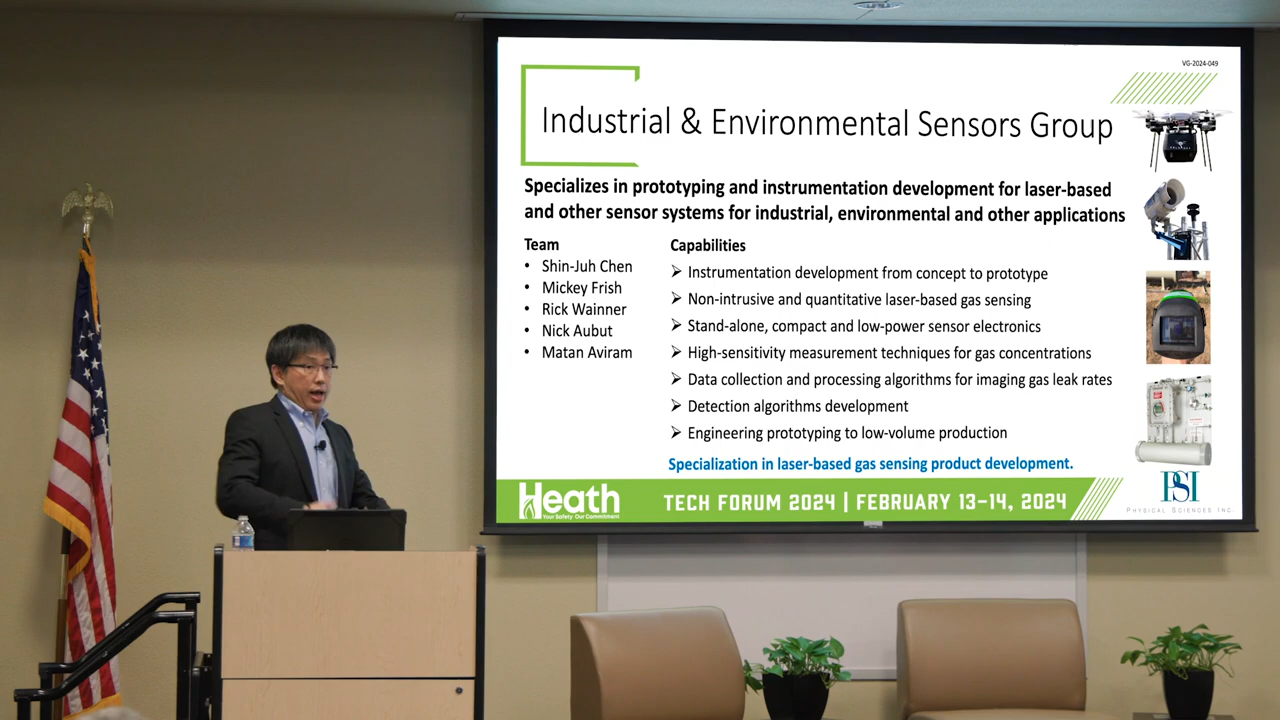 VG-2024-049
Industrial & Environmental Sensors Group
Specializes in prototyping and instrumentation development for laser-based
and other sensor systems for industrial, environmental and other applications
Team
• Shin-Juh Chen
• Mickey Frish
• Rick Wainner
• Nick Aubut
• Matan Aviram
Capabilities
➢ Instrumentation development from concept to prototype
➢ Non-intrusive and quantitative laser-based gas sensing
➢ Stand-alone, compact and low-power sensor electronics
➢ High-sensitivity measurement techniques for gas concentrations
➢ Data collection and processing algorithms for imaging gas leak rates
➢ Detection algorithms development
➢ Engineering prototyping to low-volume production
Specialization in laser-based gas sensing product development.
Heath
Your Safety Our Commitment
TECH FORUM 2024 | FEBRUARY 13–14, 2024
PSI
PHYSICAL SCIENCES INC.